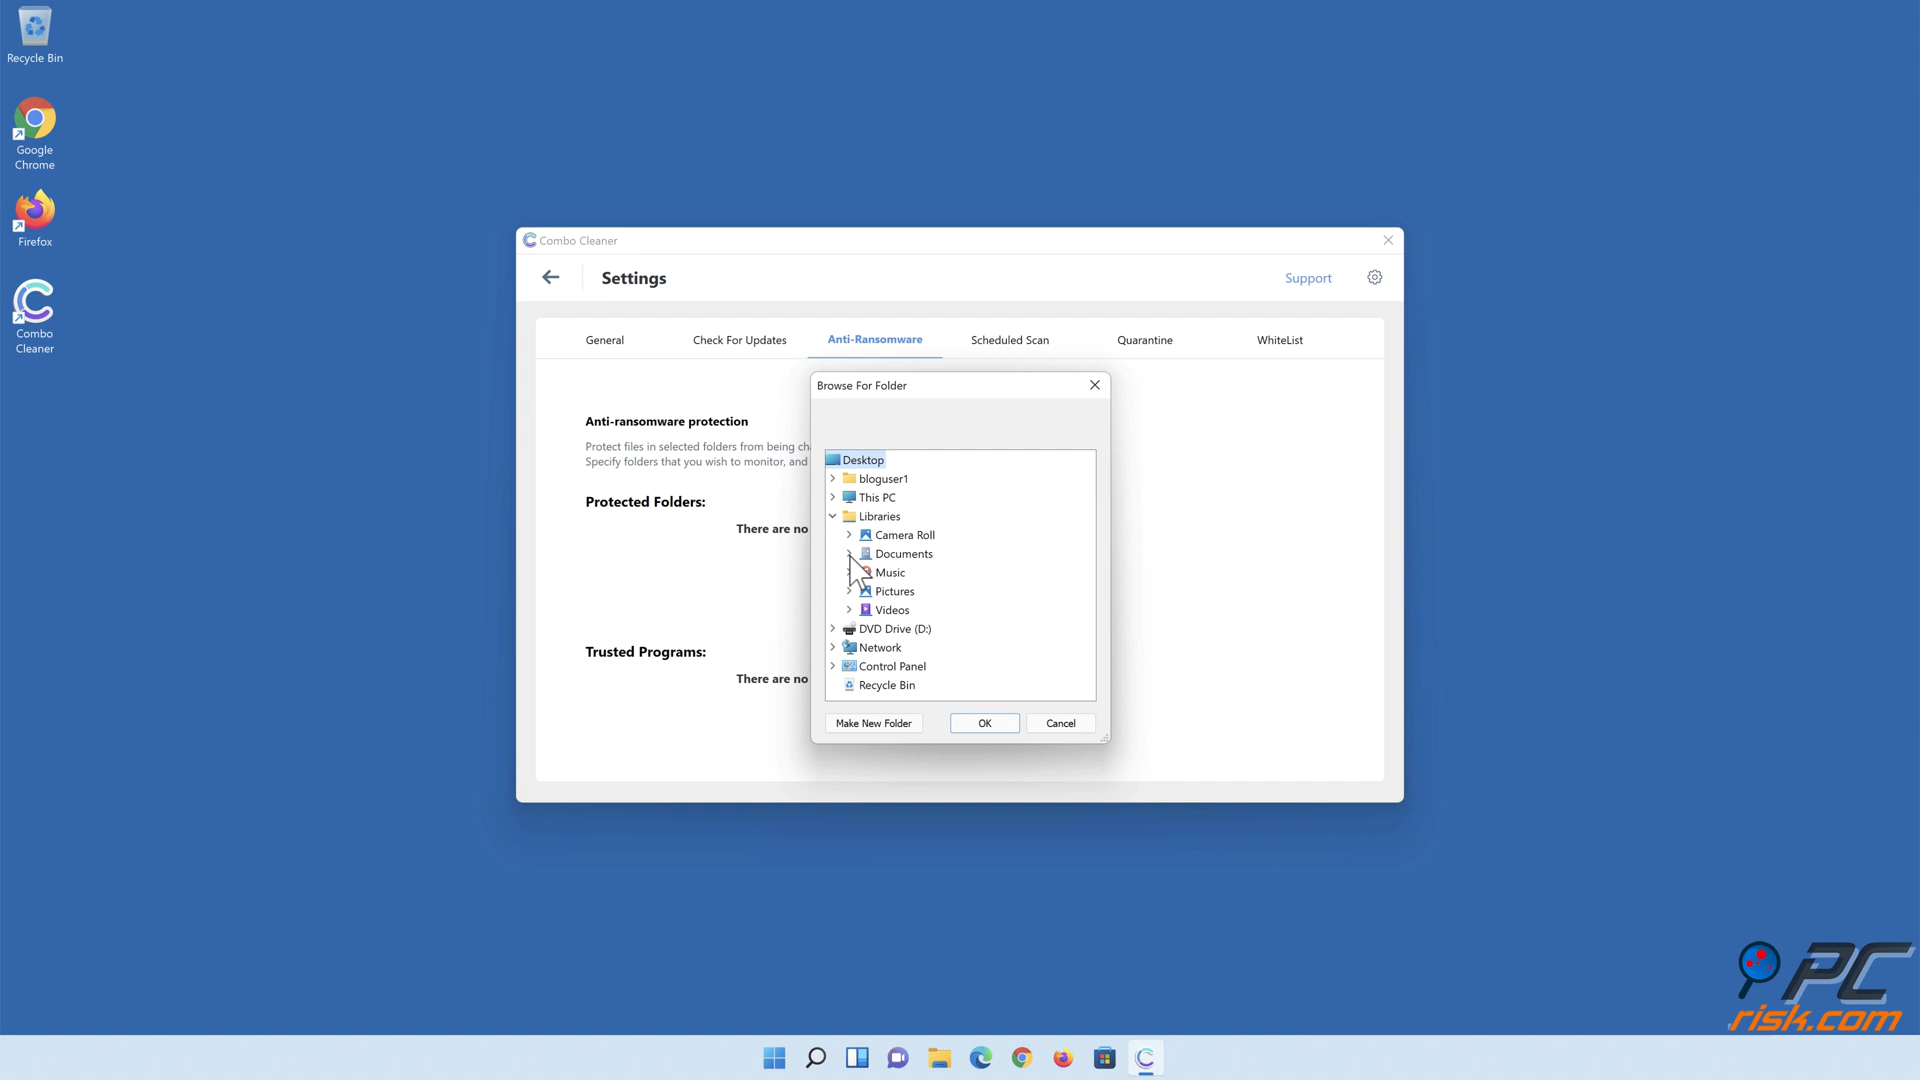 Recycle Bin
Google
Chrome
Firefox
Combo
Cleaner
Combo Cleaner
Settings
Support
General
Check For Updates
Anti-Ransomware
Scheduled Scan
Quarantine
WhiteList
Anti-ransomware protection
Protect files in selected folders from being
Specify folders that you wish to monitor, and
Protected Folders:
There are no
Trusted Programs:
There are no
Browse For Folder
Desktop
bloguser1
This PC
Libraries
Camera Roll
Documents
Music
Pictures
Videos
DVD Drive (D:)
Network
Control Panel
Recycle Bin
Make New Folder
OK
Cancel
PC
risk.com